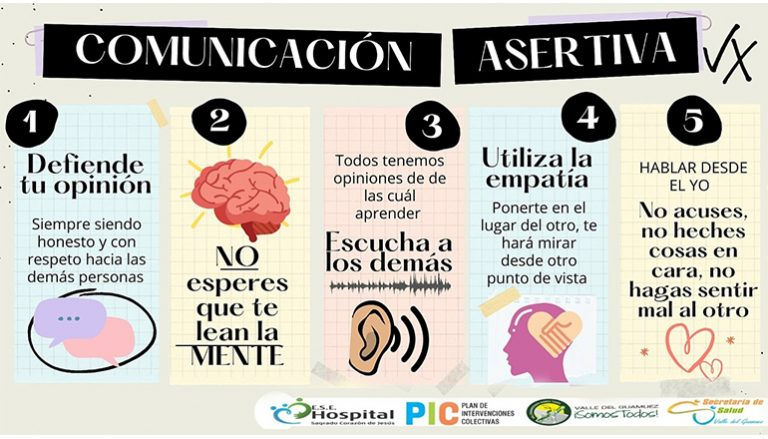 COMUNICACIÓN ASERTIVA
1
Defiende
tu opinión
Siempre siendo
honesto y con
respeto hacia las
demás personas
2
NO
esperes
que te
lean la
MENTE
3
Todos tenemos
opiniones de de
las cuál
aprender
Escucha a
los demás
4
Utiliza la
empatía
Ponerte en el
lugar del otro, te
hará mirar
desde otro
punto de vista
5
HABLAR DESDE
EL YO
No acuses,
no heches
cosas en
cara, no
hagas sentir
mal al otro
E.S.E.
Hospital
Sagrado Corazón de Jesús
PIC
PLAN DE
INTERVENCIONES
COLECTIVAS
VALLE DEL GUAMUEZ
¡SomosTodos!
Secretaría de
Salud
Valle del Guamuez